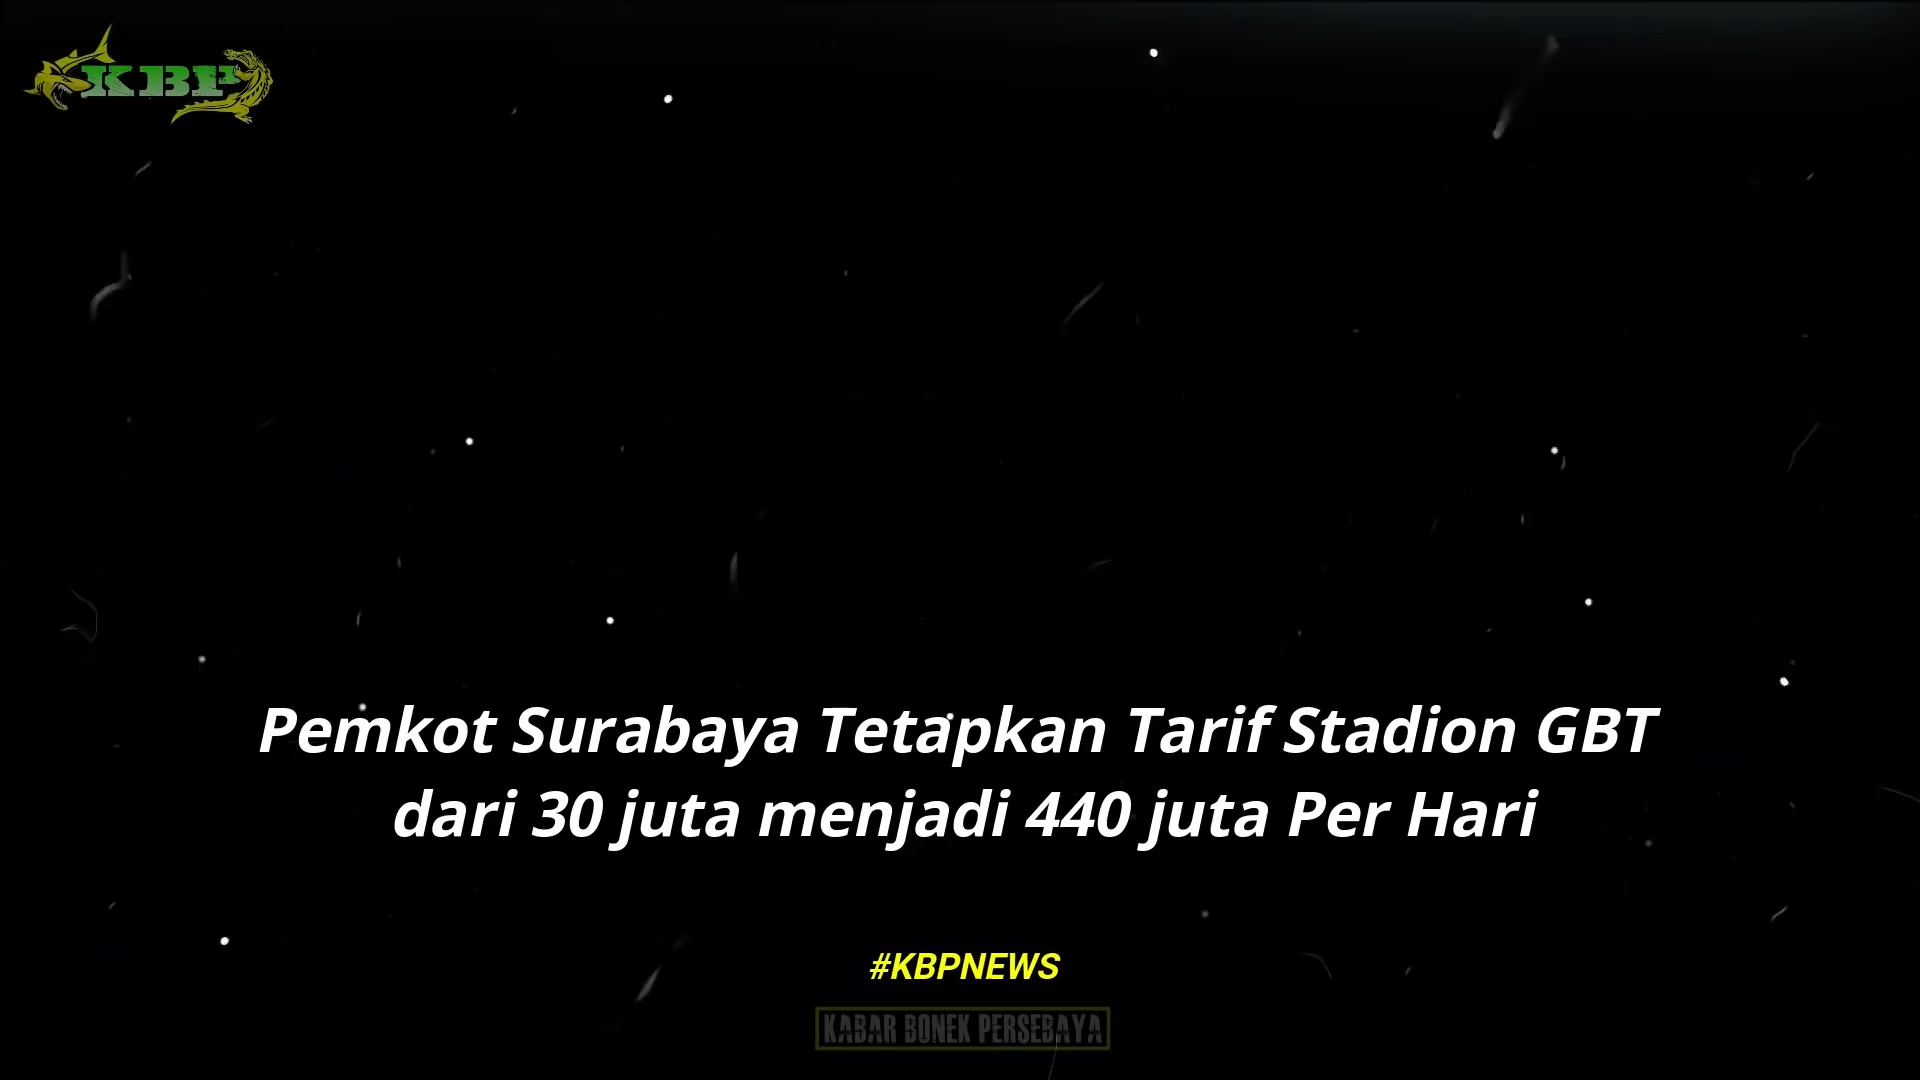 KBP
Pemkot Surabaya Tetapkan Tarif Stadion GBT
dari 30 juta menjadi 440 juta Per Hari
#KBPNEWS
KABAR BONEK PERSEBAYA